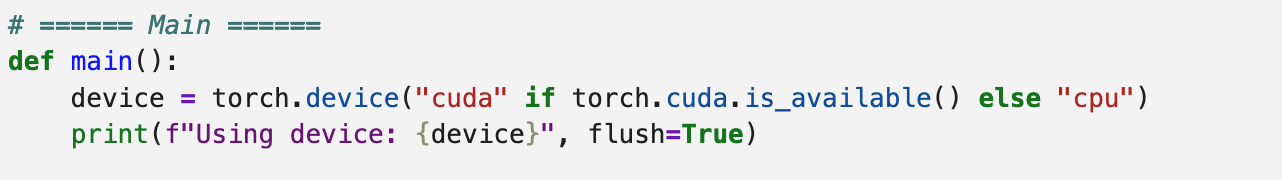 # ====== Main ======
def main():
    device = torch.device("cuda" if torch.cuda.is_available() else "cpu")
    print(f"Using device: {device}", flush=True)